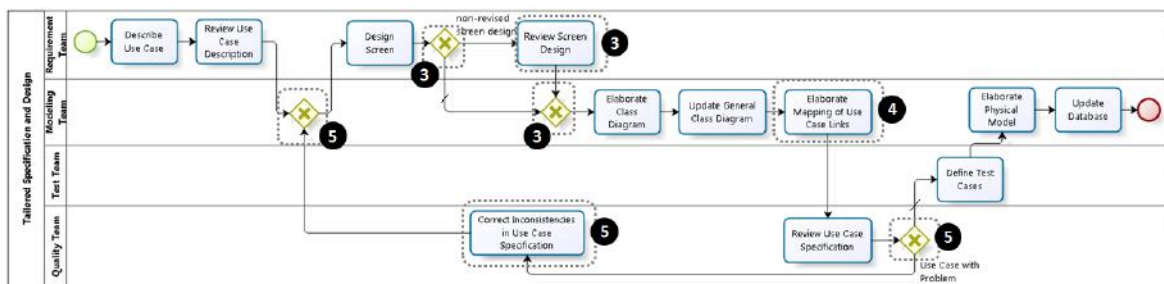 Tailored Specification and Design
Requirement
Team
Modeling
Team
Test Team
Quality Team
Describe
Use Case
Review Use
Case
Description
Design
Screen
3
non-revised
screen design
Review Screen
Design
3
5
3
Elaborate
Class
Diagram
Update General
Class Diagram
Elaborate
Mapping of Use
Case Links
4
Elaborate
Physical
Model
Update
Database
Define Test
Cases
Correct Inconsistencies
in Use Case
Specification
5
Review Use Case
Specification
5
Use Case with
Problem